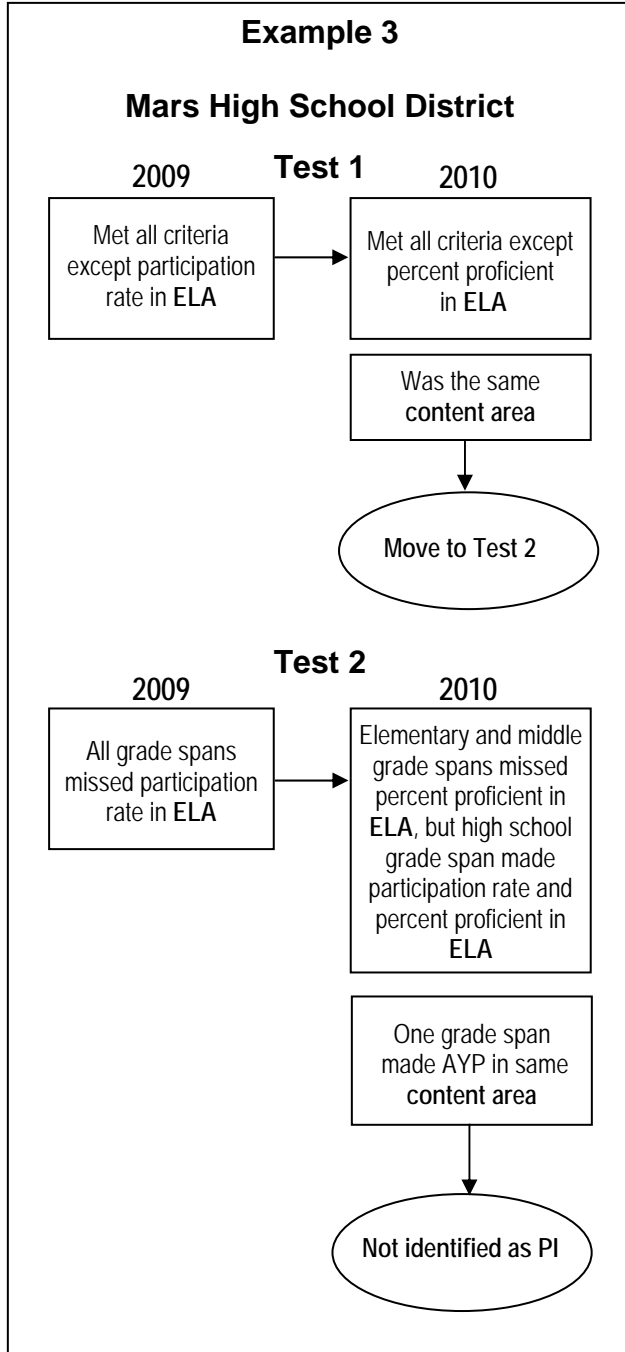 Example 3
Mars High School District
Test 1
2009
2010
Met all criteria
except participation
rate in ELA
Met all criteria except
percent proficient
in ELA
Was the same
content area
Move to Test 2
Test 2
2009
2010
All grade spans
missed participation
rate in ELA
Elementary and middle
grade spans missed
percent proficient in
ELA, but high school
grade span made
participation rate and
percent proficient in
ELA
One grade span
made AYP in same
content area
Not identified as PI